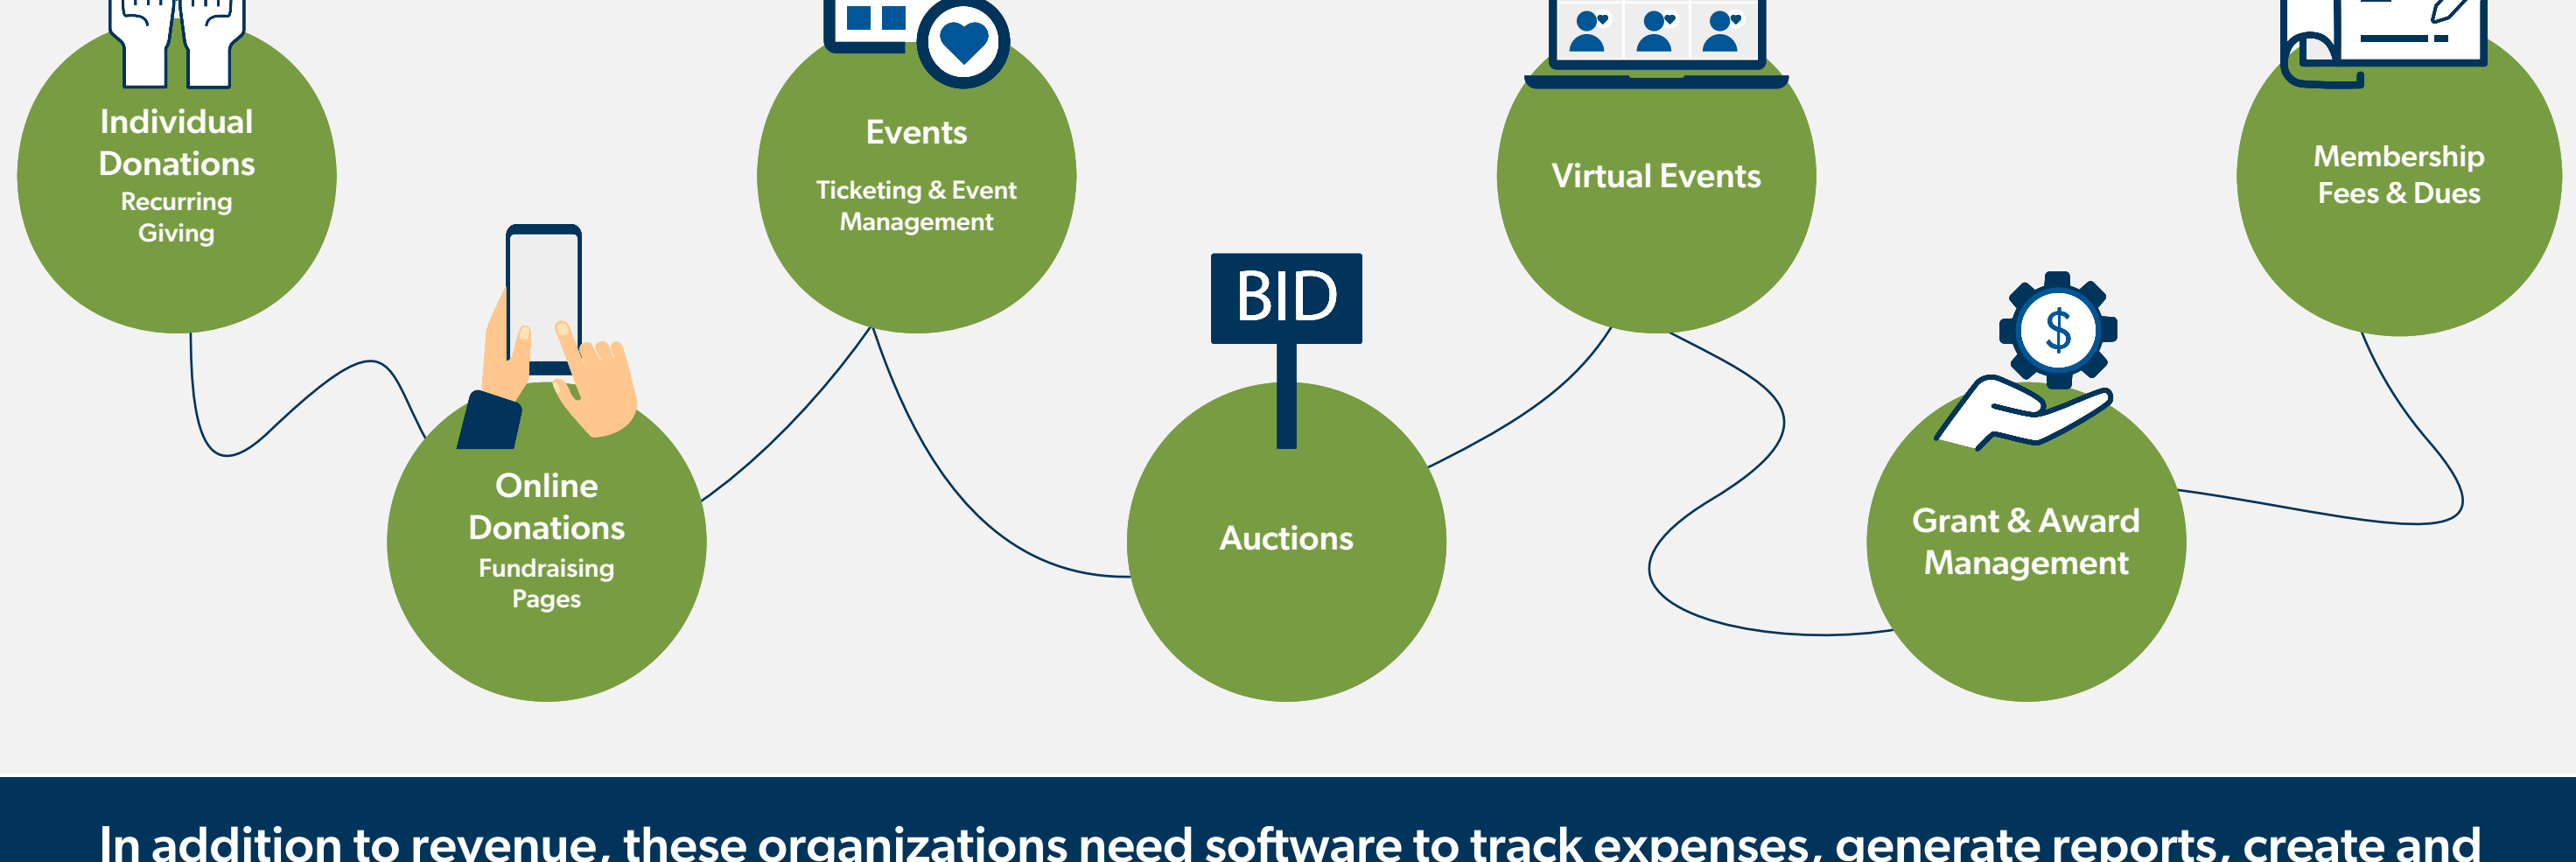 Individual
Donations
Recurring
Giving
Online
Donations
Fundraising
Pages
Events
Ticketing & Event
Management
BID
Auctions
Virtual Events
$
Grant & Award
Management
Membership
Fees & Dues
In addition to revenue, these organizations need software to track expenses, generate reports, create and